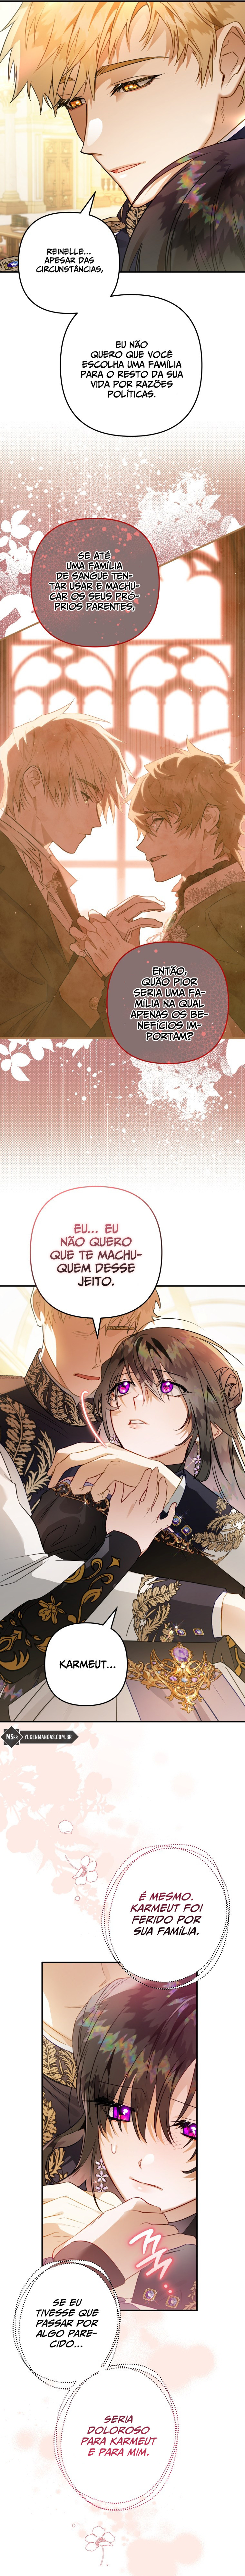 REINELLE...
APESAR DAS
CIRCUNSTÂNCIAS,
EU NÃO
QUERO QUE VOCÊ
ESCOLHA UMA FAMÍLIA
PARA O RESTO DA SUA
VIDA POR RAZÕES
POLÍTICAS.
SE ATÉ
UMA FAMÍLIA
DE SANGUE TEN-
TAR USAR E MACHU-
CAR OS SEUS PRÓ-
PRIOS PARENTES,
ENTÃO,
QUÃO PIOR
SERIA UMA FA-
MÍLIA NA QUAL
APENAS OS BE-
NEFÍCIOS IM-
PORTAM?
EU... EU
NÃO QUERO
QUE TE MACHU-
QUEM DESSE
JEITO.
KARMEUT...
YUGENMANGAS.COM.BR
É MESMO.
KARMEUT FOI
FERIDO POR
SUA FAMÍLIA.
SE EU
TIVESSE QUE
PASSAR POR
ALGO PARE-
CIDO...
SERIA
DOLOROSO
PARA KARMEUT
E PARA MIM.